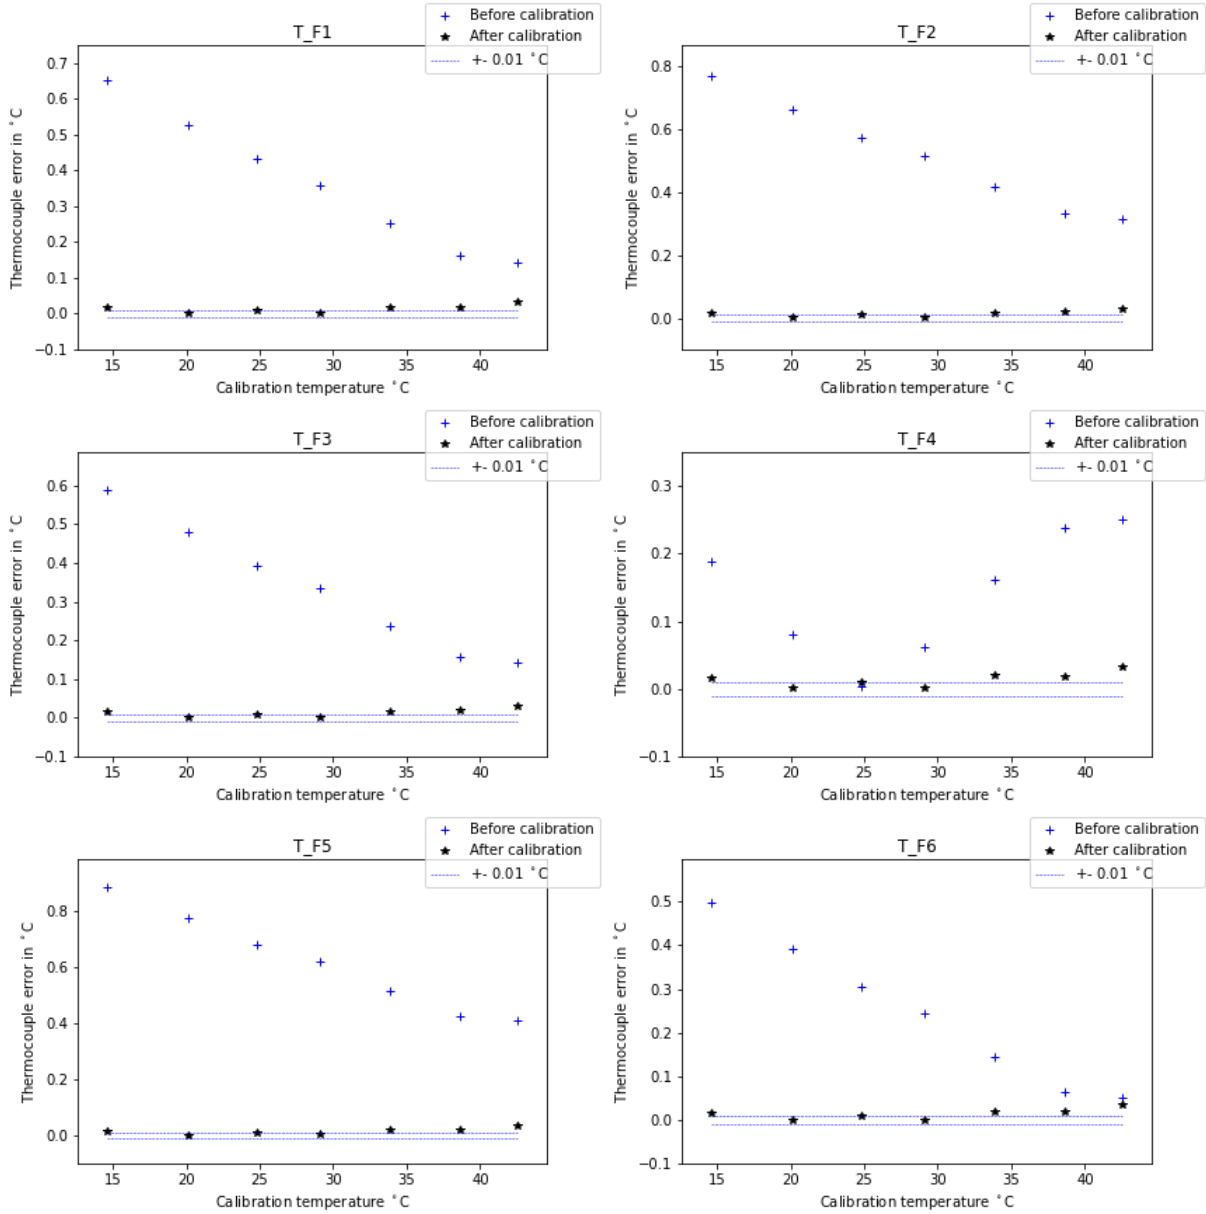 T_F1
Before calibration
After calibration
+- 0.01 °C
Thermocouple error in °C
0.7
0.6
0.5
0.4
0.3
0.2
0.1
0.0
−0.1
15 20 25 30 35 40
Calibration temperature °C
T_F2
Before calibration
After calibration
+- 0.01 °C
Thermocouple error in °C
0.8
0.6
0.4
0.2
0.0
15 20 25 30 35 40
Calibration temperature °C
T_F3
Before calibration
After calibration
+- 0.01 °C
Thermocouple error in °C
0.6
0.5
0.4
0.3
0.2
0.1
0.0
−0.1
15 20 25 30 35 40
Calibration temperature °C
T_F4
Before calibration
After calibration
+- 0.01 °C
Thermocouple error in °C
0.3
0.2
0.1
0.0
−0.1
15 20 25 30 35 40
Calibration temperature °C
T_F5
Before calibration
After calibration
+- 0.01 °C
Thermocouple error in °C
0.8
0.6
0.4
0.2
0.0
15 20 25 30 35 40
Calibration temperature °C
T_F6
Before calibration
After calibration
+- 0.01 °C
Thermocouple error in °C
0.5
0.4
0.3
0.2
0.1
0.0
−0.1
15 20 25 30 35 40
Calibration temperature °C